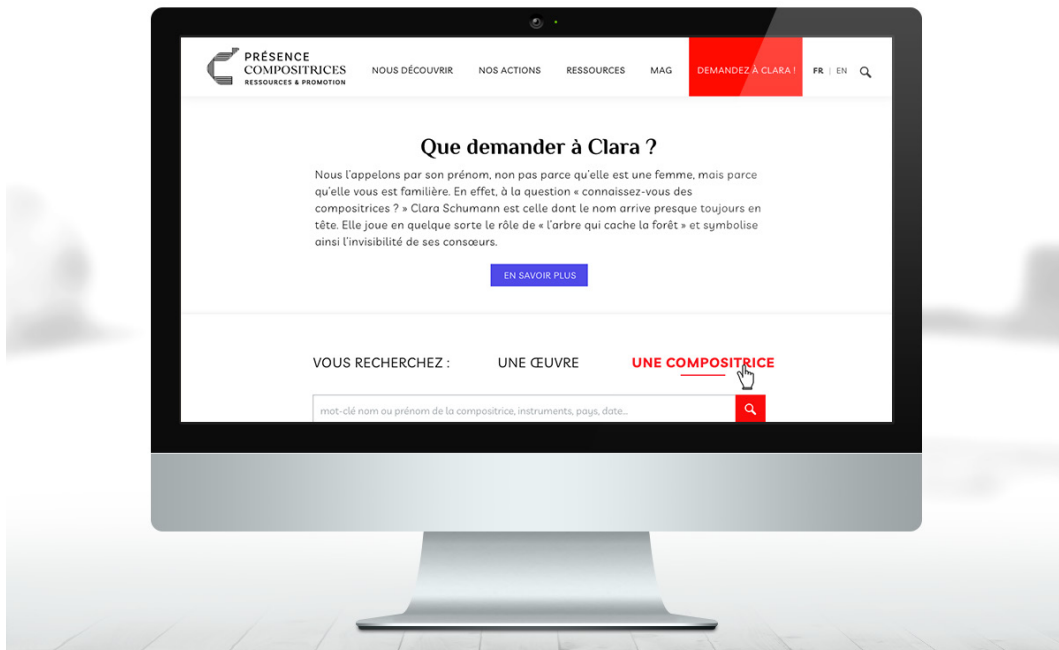 PRÉSENCE
COMPOSITRICES
RESSOURCES & PROMOTION
NOUS DÉCOUVRIR NOS ACTIONS RESSOURCES MAG DEMANDEZ À CLARA ! FR | EN
Que demander à Clara ?
Nous l'appelons par son prénom, non pas parce qu'elle est une femme, mais parce
qu'elle vous est familière. En effet, à la question « connaissez-vous des
compositrices ? » Clara Schumann est celle dont le nom arrive presque toujours en
tête. Elle joue en quelque sorte le rôle de « l'arbre qui cache la forêt » et symbolise
ainsi l'invisibilité de ses consœurs.
EN SAVOIR PLUS
VOUS RECHERCHEZ : UNE ŒUVRE UNE COMPOSITRICE
mot-clé nom ou prénom de la compositrice, instruments, pays, date...